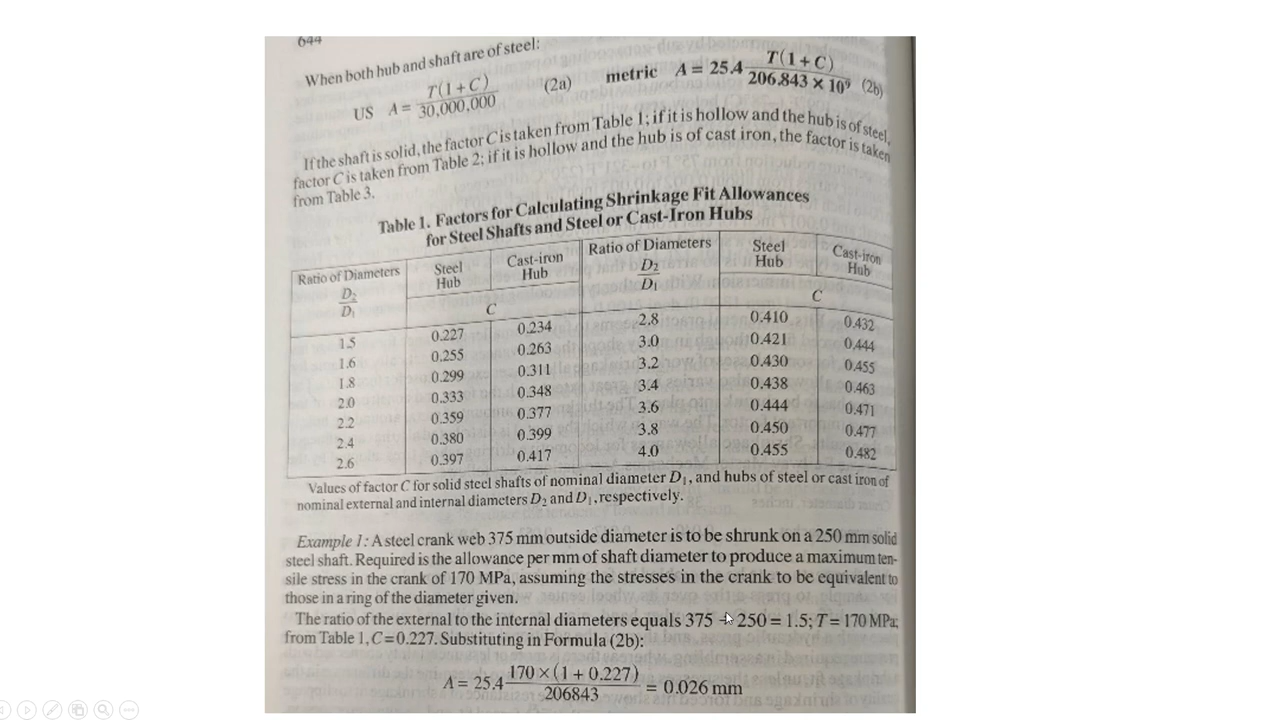 644
When both hub and shaft are of steel:
US A = T(1 + C) / 30,000,000 (2a) metric A = 25.4 T(1 + C) / 206.843 × 10⁹ (2b)
If the shaft is solid, the factor C is taken from Table 1; if it is hollow and the hub is of steel,
factor C is taken from Table 2; if it is hollow and the hub is of cast iron, the factor is taken
from Table 3.
Table 1. Factors for Calculating Shrinkage Fit Allowances
for Steel Shafts and Steel or Cast-Iron Hubs
Ratio of Diameters D₂/D₁ Steel Hub Cast-iron Hub Ratio of Diameters D₂/D₁ Steel Hub Cast-iron Hub
C C
1.5 0.227 0.234 2.8 0.410 0.432
1.6 0.255 0.263 3.0 0.421 0.444
1.8 0.299 0.311 3.2 0.430 0.455
2.0 0.333 0.348 3.4 0.438 0.463
2.2 0.359 0.377 3.6 0.444 0.471
2.4 0.380 0.399 3.8 0.450 0.477
2.6 0.397 0.417 4.0 0.455 0.482
Values of factor C for solid steel shafts of nominal diameter D₁, and hubs of steel or cast iron of
nominal external and internal diameters D₂ and D₁, respectively.
Example 1: A steel crank web 375 mm outside diameter is to be shrunk on a 250 mm solid
steel shaft. Required is the allowance per mm of shaft diameter to produce a maximum ten-
sile stress in the crank of 170 MPa, assuming the stresses in the crank to be equivalent to
those in a ring of the diameter given.
The ratio of the external to the internal diameters equals 375 ÷ 250 = 1.5; T = 170 MPa;
from Table 1, C = 0.227. Substituting in Formula (2b):
A = 25.4 170 × (1 + 0.227) / 206843 = 0.026 mm